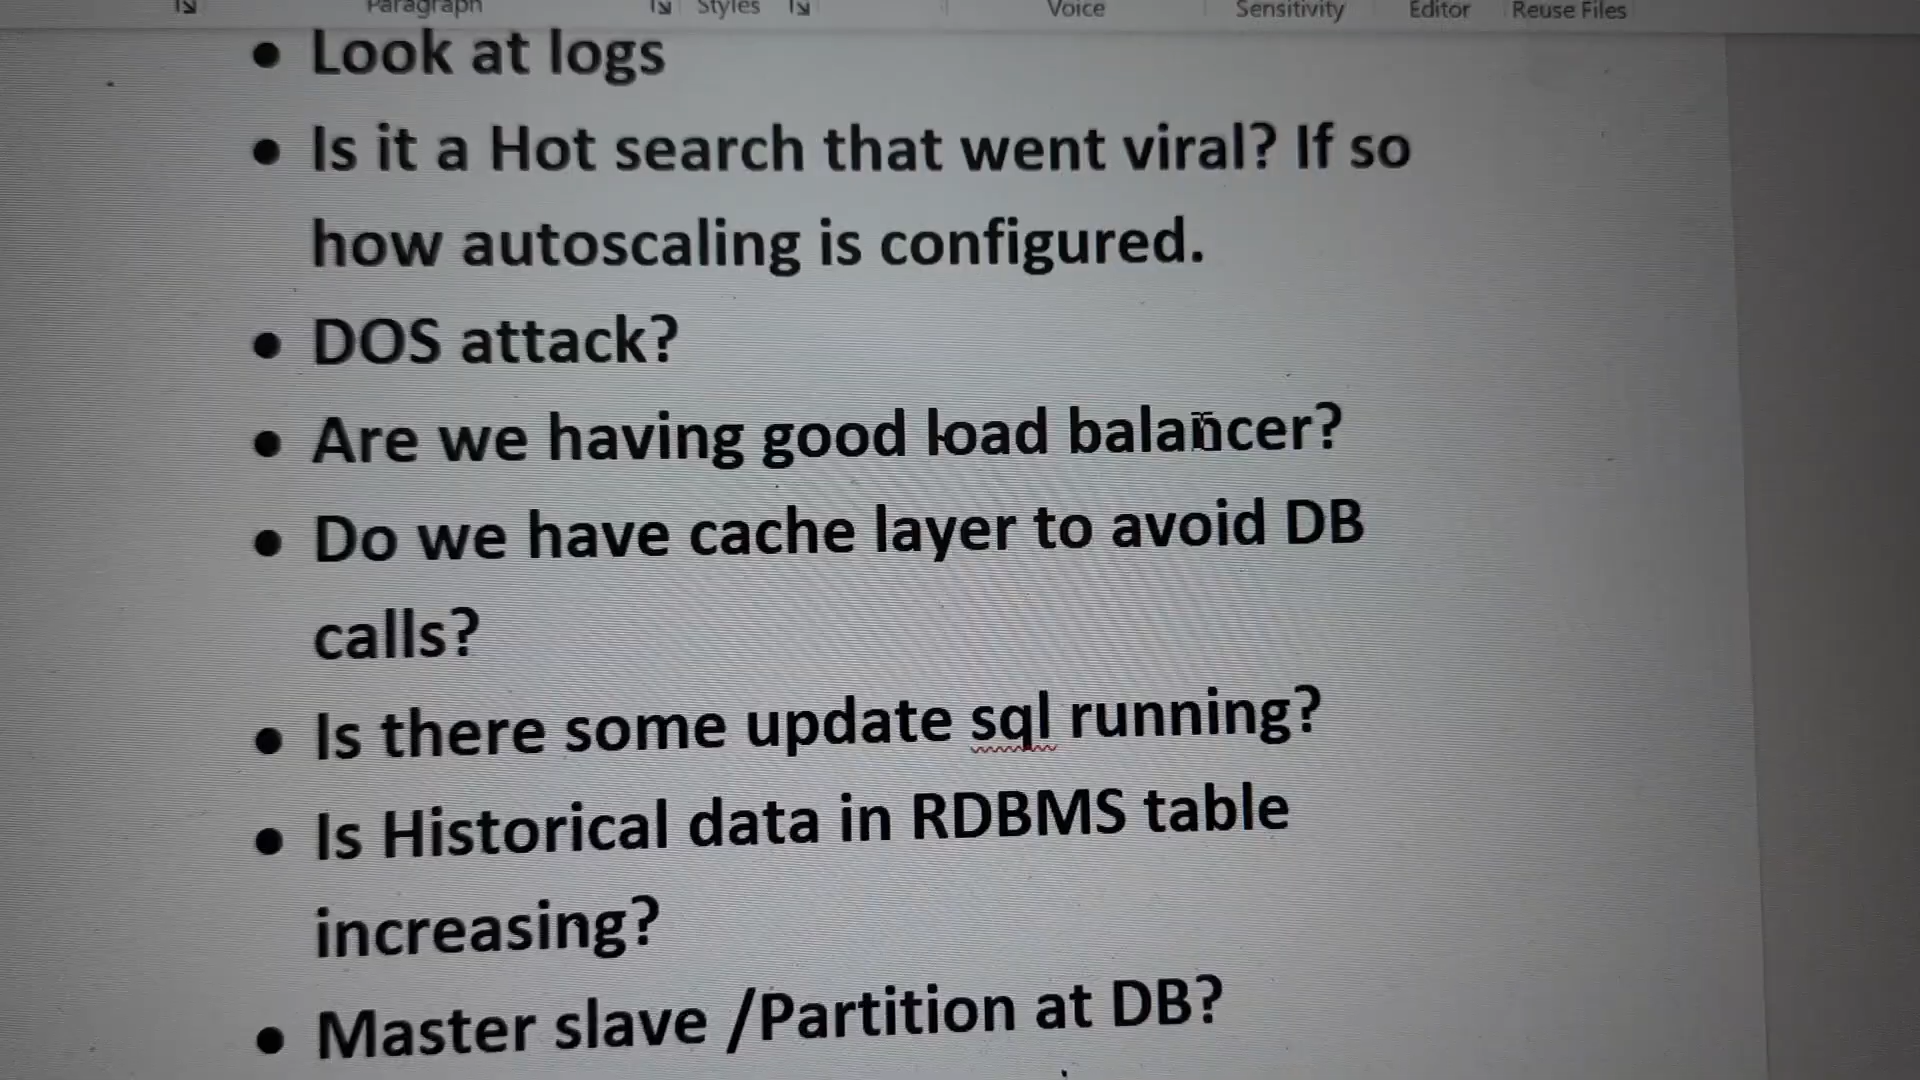 Paragraph Styles Voice Sensitivity Editor Reuse Files
• Look at logs
• Is it a Hot search that went viral? If so
how autoscaling is configured.
• DOS attack?
• Are we having good load balancer?
• Do we have cache layer to avoid DB
calls?
• Is there some update sql running?
• Is Historical data in RDBMS table
increasing?
• Master slave /Partition at DB?